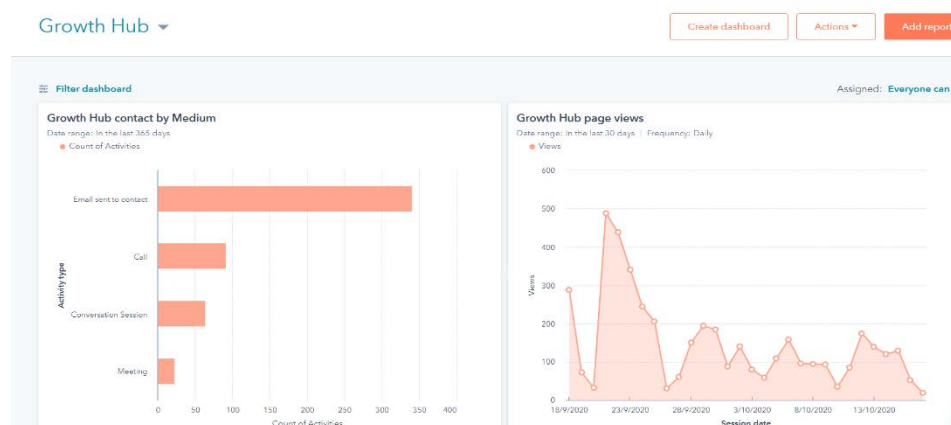 Growth Hub
Create dashboard
Actions
Add report
Filter dashboard
Assigned: Everyone can
Growth Hub contact by Medium
Date range: In the last 365 days
Count of Activities
Activity type
Email sent to contact
Call
Conversation Session
Meeting
0 50 100 150 200 250 300 350 400
Count of Activities
Growth Hub page views
Date range: In the last 30 days | Frequency: Daily
Views
Views
600
500
400
300
200
100
0
18/9/2020 23/9/2020 28/9/2020 3/10/2020 8/10/2020 13/10/2020
Session date